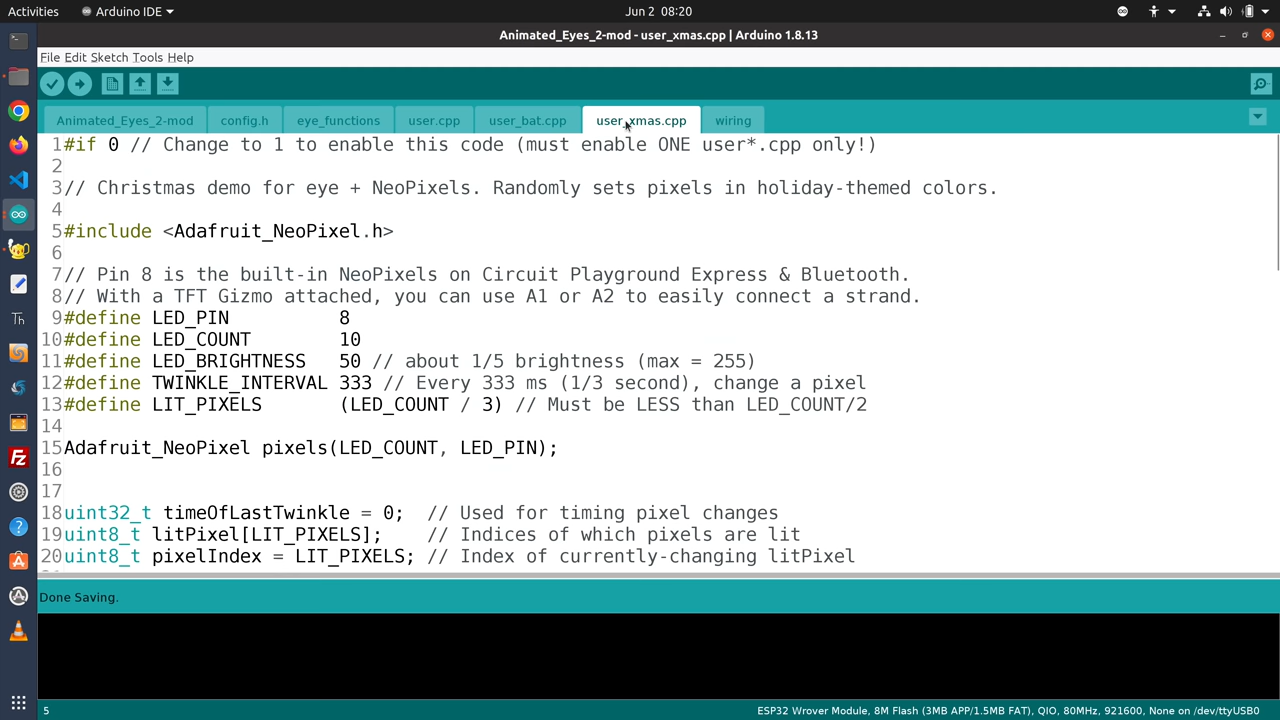 Activities
Arduino IDE
Jun 2 08:20
Animated_Eyes_2-mod - user_xmas.cpp | Arduino 1.8.13
File Edit Sketch Tools Help
Animated_Eyes_2-mod
config.h
eye_functions
user.cpp
user_bat.cpp
user_xmas.cpp
wiring
1 #if 0 // Change to 1 to enable this code (must enable ONE user*.cpp only!)
2
3 // Christmas demo for eye + NeoPixels. Randomly sets pixels in holiday-themed colors.
4
5 #include <Adafruit_NeoPixel.h>
6
7 // Pin 8 is the built-in NeoPixels on Circuit Playground Express & Bluetooth.
8 // With a TFT Gizmo attached, you can use A1 or A2 to easily connect a strand.
9 #define LED_PIN 8
10 #define LED_COUNT 10
11 #define LED_BRIGHTNESS 50 // about 1/5 brightness (max = 255)
12 #define TWINKLE_INTERVAL 333 // Every 333 ms (1/3 second), change a pixel
13 #define LIT_PIXELS (LED_COUNT / 3) // Must be LESS than LED_COUNT/2
14
15 Adafruit_NeoPixel pixels(LED_COUNT, LED_PIN);
16
17
18 uint32_t timeOfLastTwinkle = 0; // Used for timing pixel changes
19 uint8_t litPixel[LIT_PIXELS]; // Indices of which pixels are lit
20 uint8_t pixelIndex = LIT_PIXELS; // Index of currently-changing litPixel
Done Saving.
5
ESP32 Wrover Module, 8M Flash (3MB APP/1.5MB FAT), QIO, 80MHz, 921600, None on /dev/ttyUSB0
Th
Fz